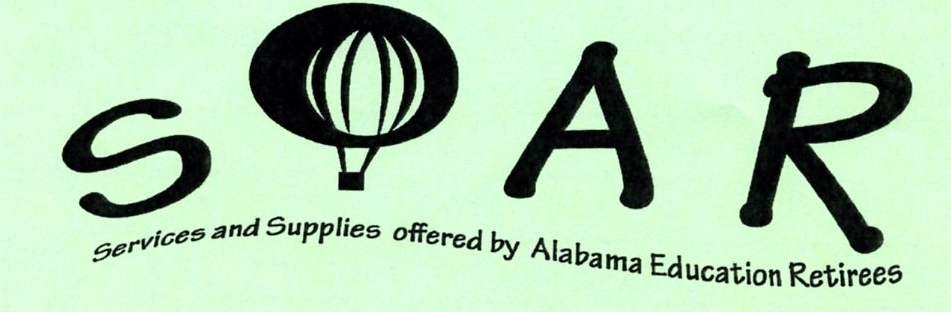 SOAR
Services and Supplies offered by Alabama Education Retirees